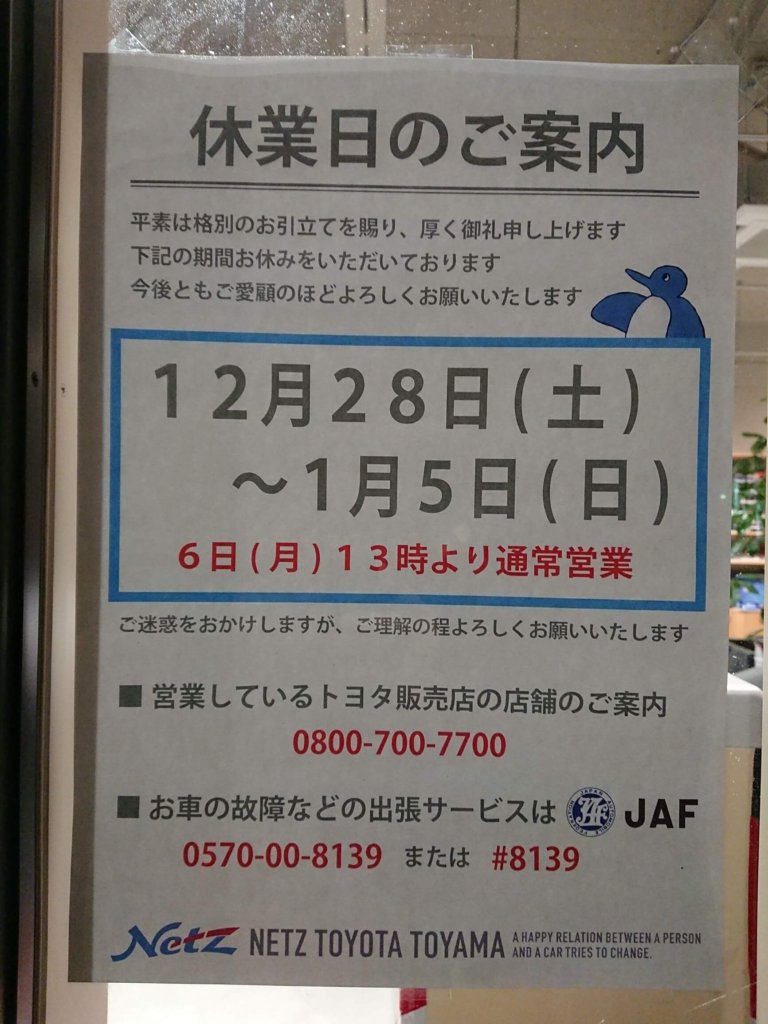 休業日のご案内
平素は格別のお引立てを賜り、厚く御礼申し上げます
下記の期間お休みをいただいております
今後ともご愛顧のほどよろしくお願いいたします
12月28日(土)
～1月5日(日)
6日(月)13時より通常営業
ご迷惑をおかけしますが、ご理解の程よろしくお願いいたします
■ 営業しているトヨタ販売店の店舗のご案内
0800-700-7700
■ お車の故障などの出張サービスは JAF
0570-00-8139 または #8139
Netz NETZ TOYOTA TOYAMA A HAPPY RELATION BETWEEN A PERSON
AND A CAR TRIES TO CHANGE.